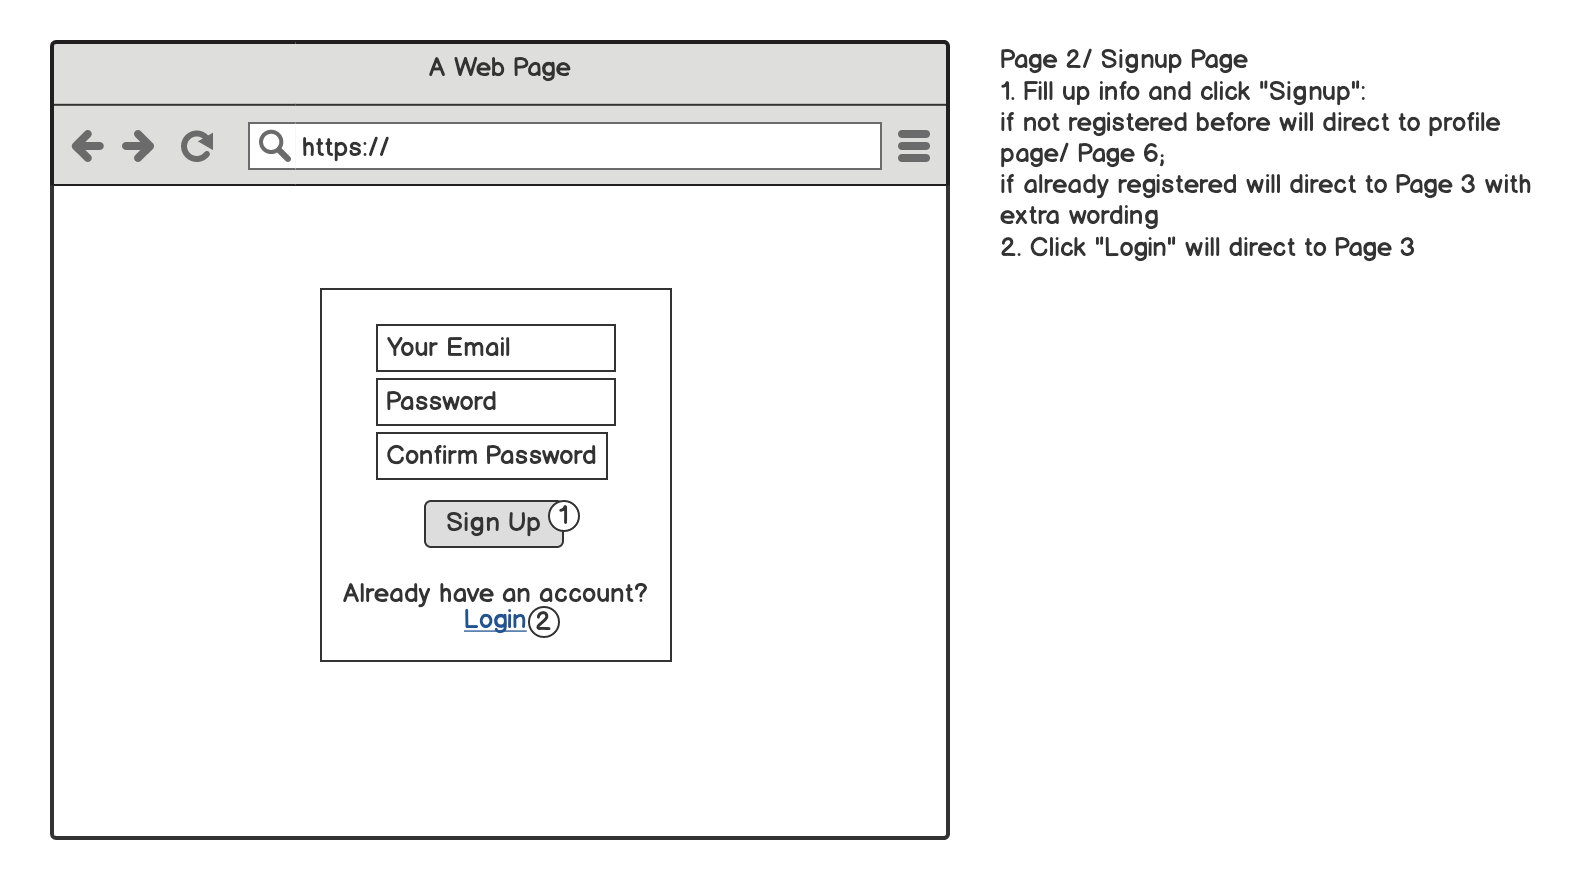 A Web Page
https://
Your Email
Password
Confirm Password
Sign Up 1
Already have an account?
Login 2
Page 2/ Signup Page
1. Fill up info and click "Signup":
if not registered before will direct to profile
page/ Page 6;
if already registered will direct to Page 3 with
extra wording
2. Click "Login" will direct to Page 3